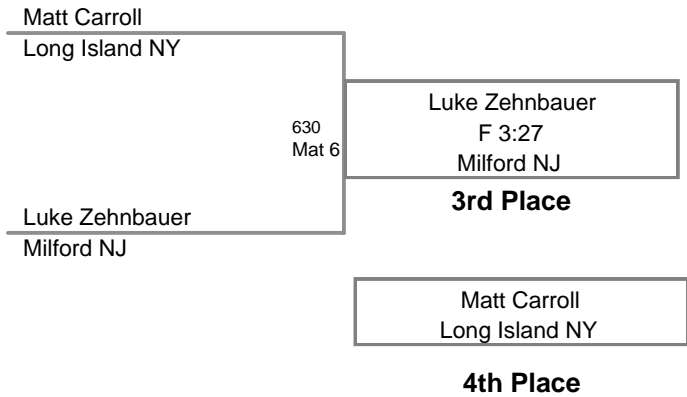 Matt Carroll
Long Island NY
630
Mat 6
Luke Zehnbauer
F 3:27
Milford NJ
3rd Place
Luke Zehnbauer
Milford NJ
Matt Carroll
Long Island NY
4th Place